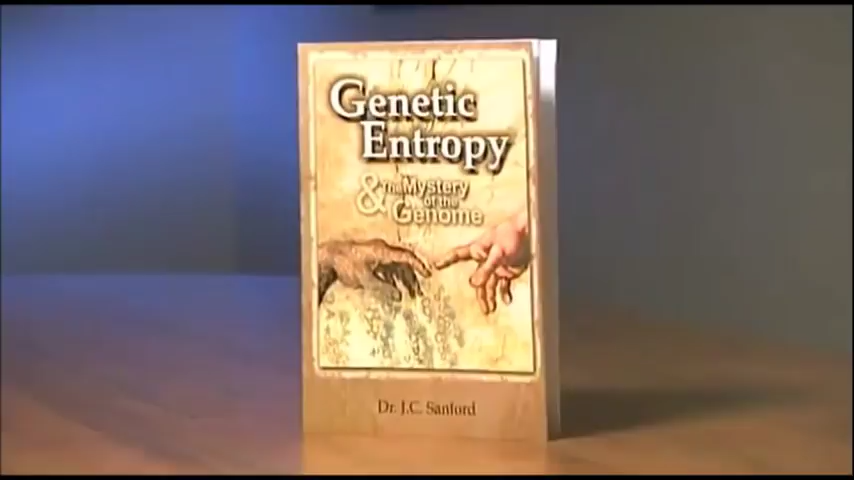 Genetic
Entropy
& The Mystery
of the
Genome
Dr. J.C. Sanford